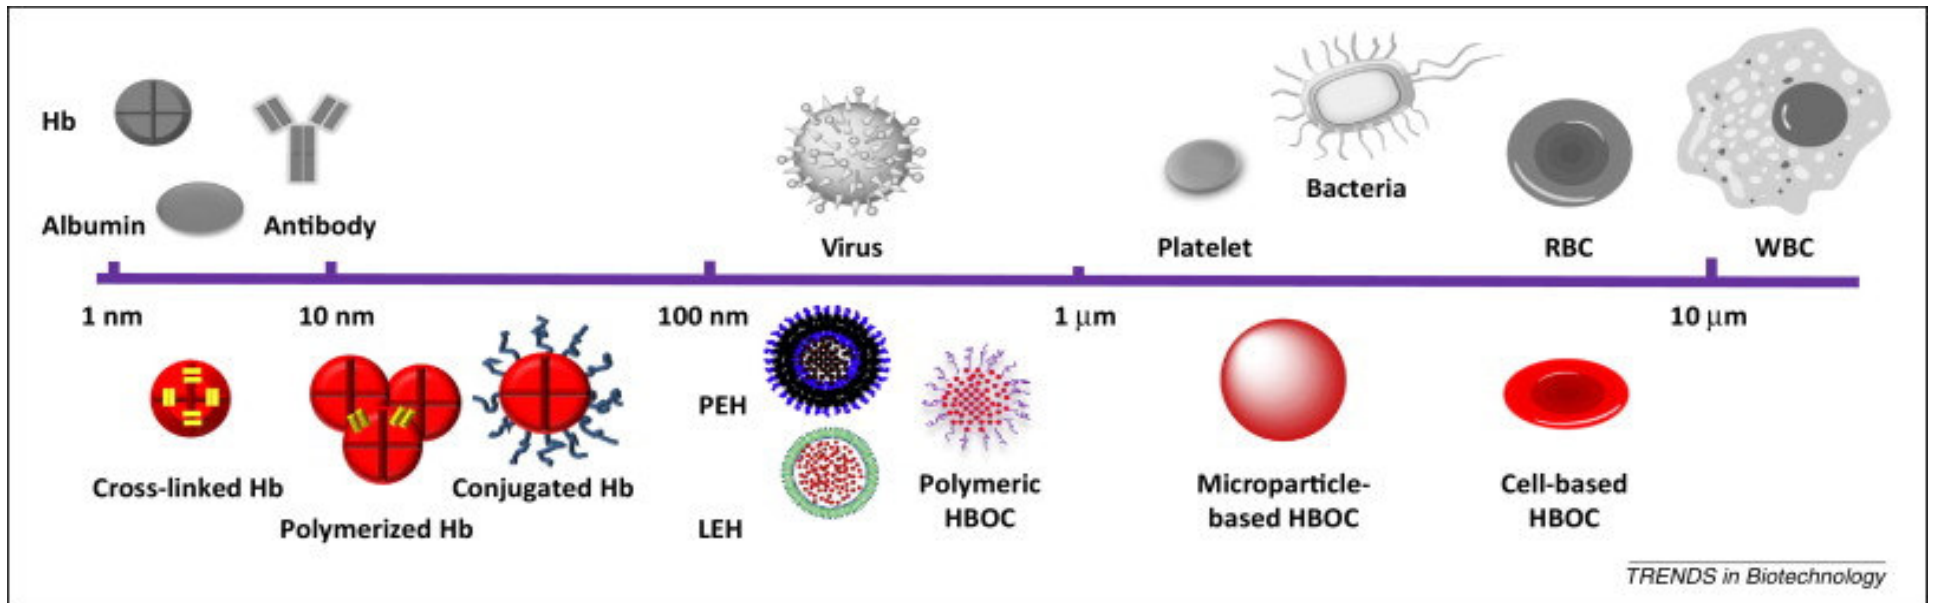 Hb
Albumin
Antibody
Virus
Platelet
Bacteria
RBC
WBC
1 nm
10 nm
100 nm
1 μm
10 μm
Cross-linked Hb
Polymerized Hb
Conjugated Hb
PEH
LEH
Polymeric
HBOC
Microparticle-
based HBOC
Cell-based
HBOC
TRENDS in Biotechnology